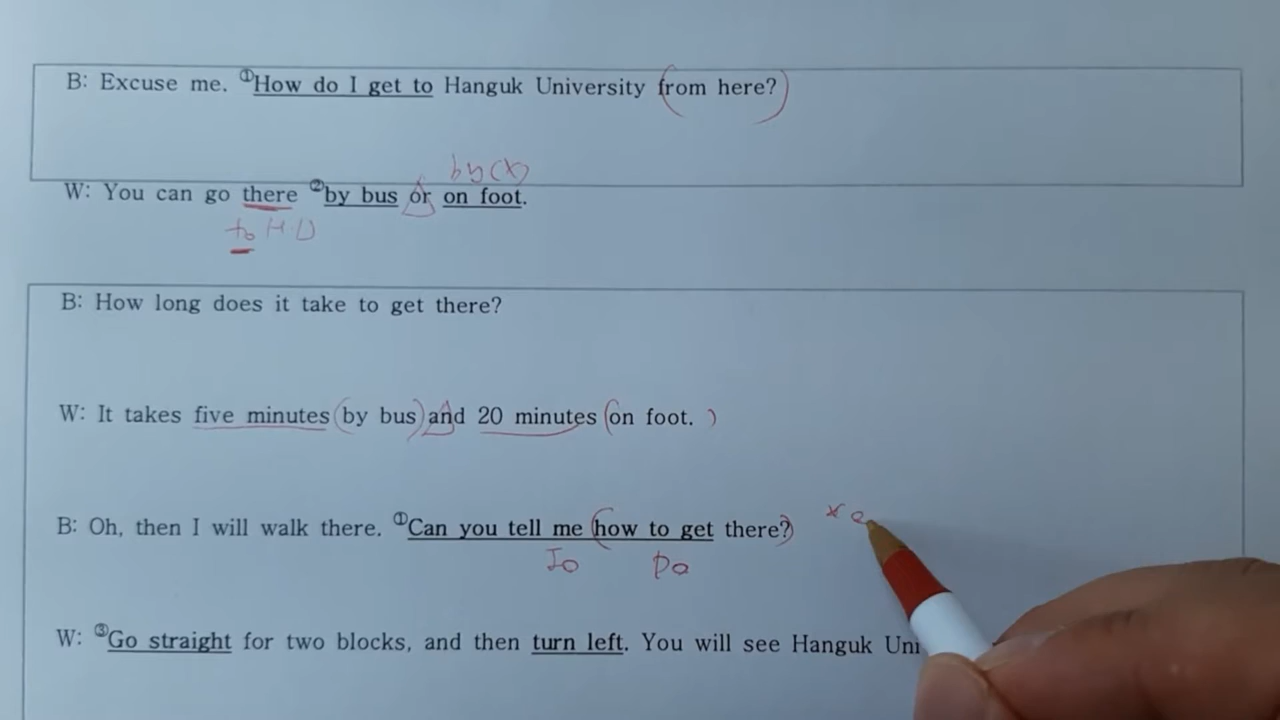 B: Excuse me. ①How do I get to Hanguk University from here?
by(x)
W: You can go there ②by bus or on foot.
to H.U
B: How long does it take to get there?
W: It takes five minutes (by bus) and 20 minutes (on foot. )
B: Oh, then I will walk there. ①Can you tell me (how to get there?)
IO DO
W: ③Go straight for two blocks, and then turn left. You will see Hanguk